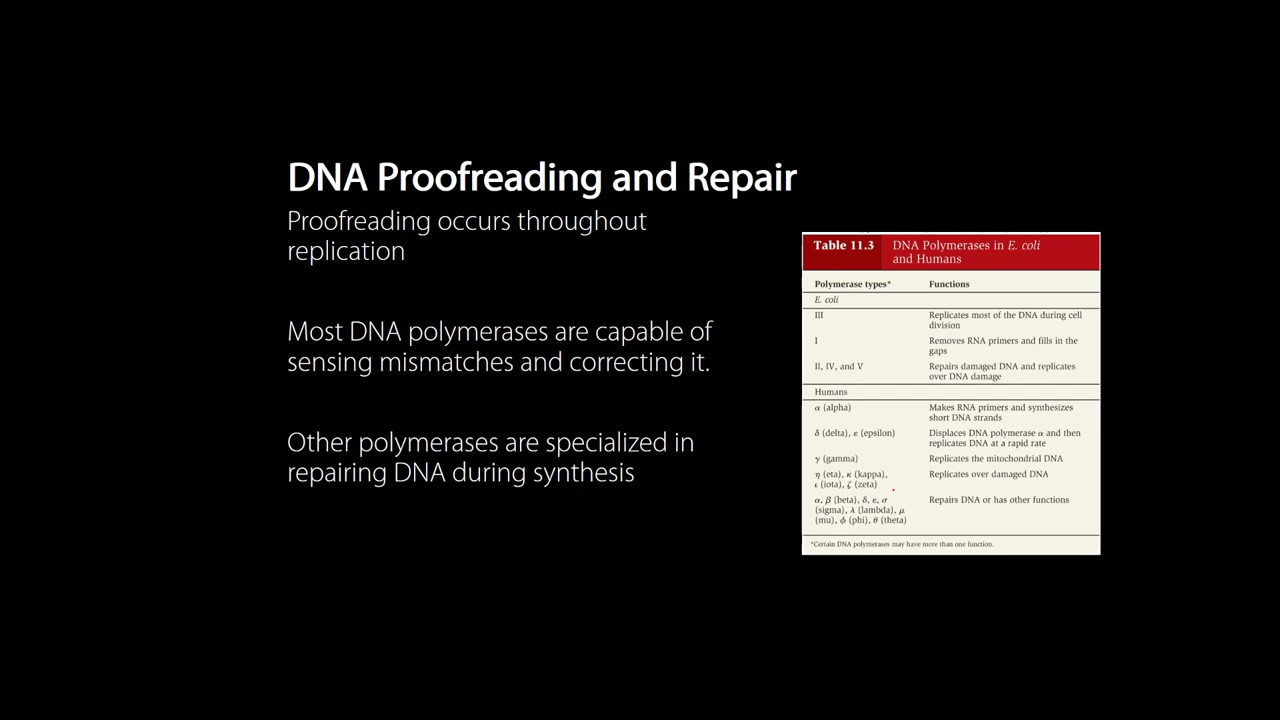 DNA Proofreading and Repair
Proofreading occurs throughout
replication
Most DNA polymerases are capable of
sensing mismatches and correcting it.
Other polymerases are specialized in
repairing DNA during synthesis
Table 11.3 DNA Polymerases in E. coli
and Humans
Polymerase types* Functions
E. coli
III Replicates most of the DNA during cell
division
I Removes RNA primers and fills in the
gaps
II, IV, and V Repairs damaged DNA and replicates
over DNA damage
Humans
α (alpha) Makes RNA primers and synthesizes
short DNA strands
δ (delta), ε (epsilon) Displaces DNA polymerase α and then
replicates DNA at a rapid rate
γ (gamma) Replicates the mitochondrial DNA
η (eta), κ (kappa), Replicates over damaged DNA
ι (iota), ζ (zeta)
α, β (beta), δ, ε, σ Repairs DNA or has other functions
(sigma), λ (lambda), μ
(mu), ϕ (phi), θ (theta)
*Certain DNA polymerases may have more than one function.